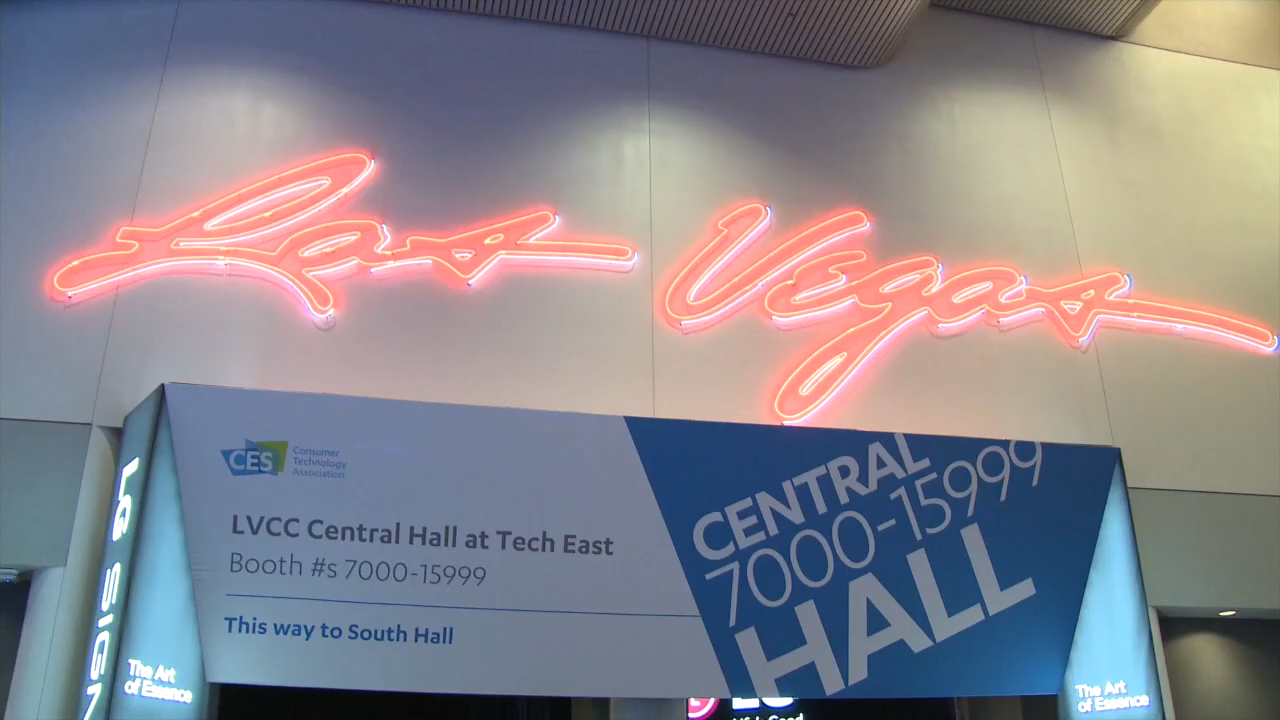 Las Vegas
CES
Consumer
Technology
Association
LVCC Central Hall at Tech East
Booth #s 7000-15999
This way to South Hall
CENTRAL
7000-15999
HALL
LG SIGN
The Art
of Essence
The Art
of Essence